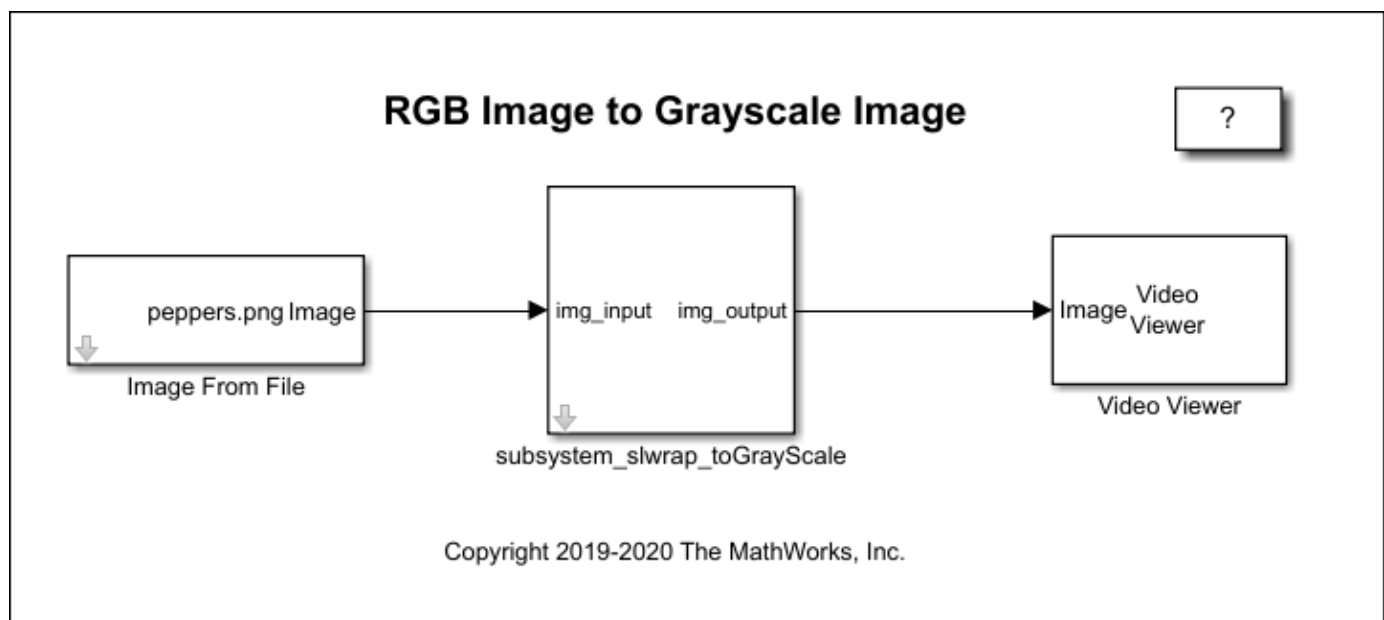 RGB Image to Grayscale Image
?
peppers.png Image
Image From File
img_input img_output
subsystem_slwrap_toGrayScale
Image Video Viewer
Video Viewer
Copyright 2019-2020 The MathWorks, Inc.